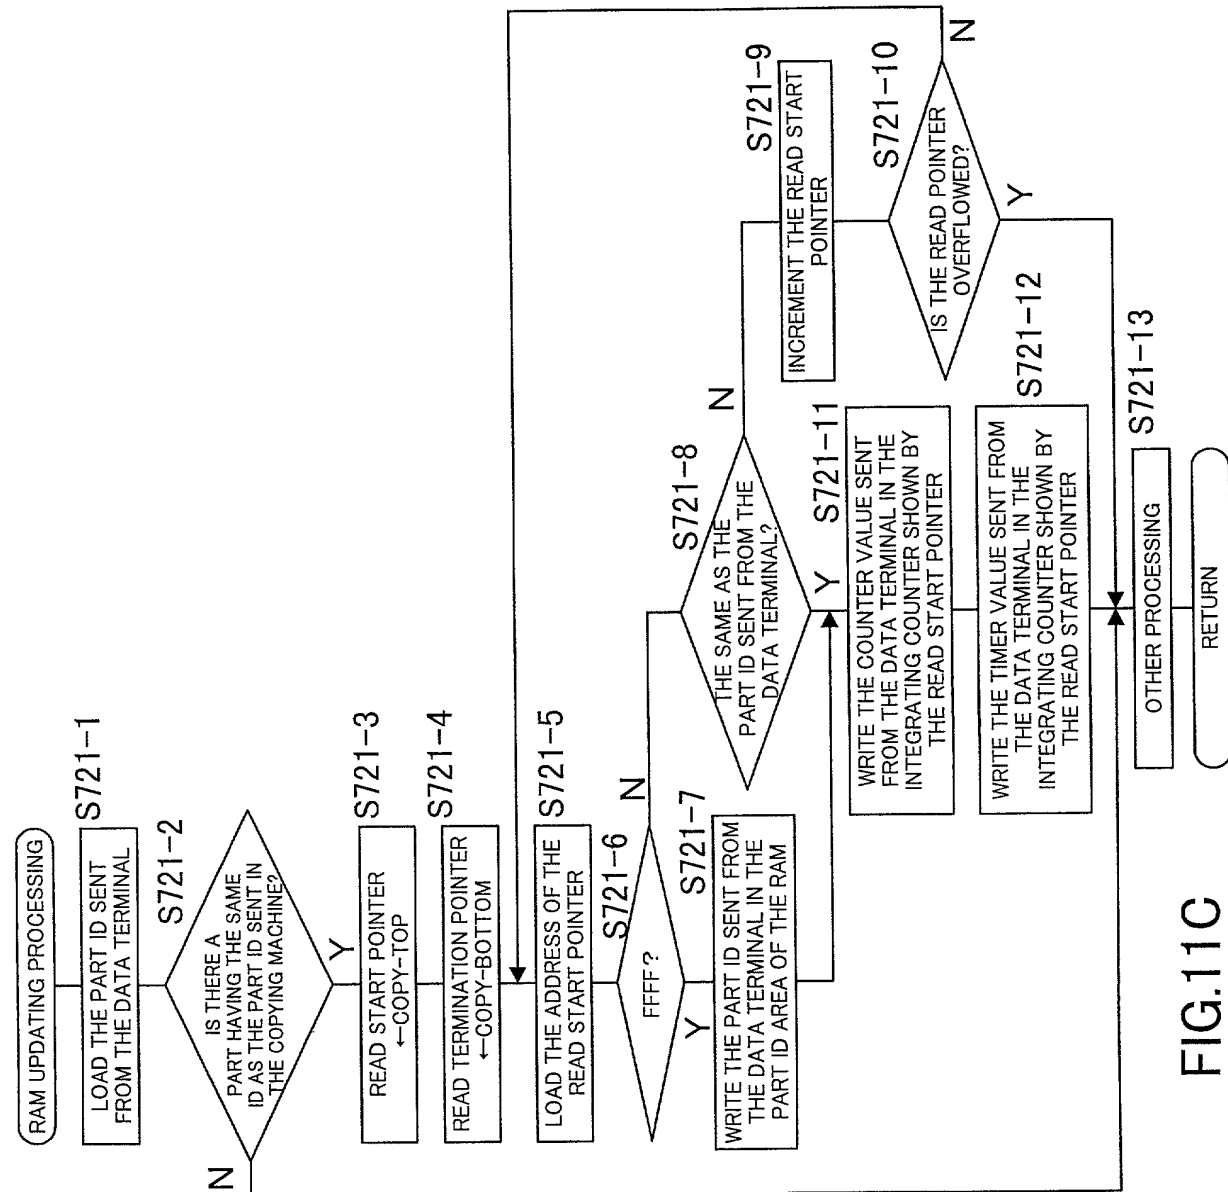 RAM UPDATING PROCESSING
S721-1
LOAD THE PART ID SENT
FROM THE DATA TERMINAL
S721-2
IS THERE A
PART HAVING THE SAME
ID AS THE PART ID SENT IN
THE COPYING MACHINE?
N
Y
S721-3
READ START POINTER
←COPY-TOP
S721-4
READ TERMINATION POINTER
←COPY-BOTTOM
S721-5
LOAD THE ADDRESS OF THE
READ START POINTER
S721-6
FFFF?
N
Y
S721-7
WRITE THE PART ID SENT FROM
THE DATA TERMINAL IN THE
PART ID AREA OF THE RAM
S721-8
THE SAME AS THE
PART ID SENT FROM THE
DATA TERMINAL?
N
Y
S721-9
INCREMENT THE READ START
POINTER
S721-10
IS THE READ POINTER
OVERFLOWED?
N
Y
S721-11
WRITE THE COUNTER VALUE SENT
FROM THE DATA TERMINAL IN THE
INTEGRATING COUNTER SHOWN BY
THE READ START POINTER
S721-12
WRITE THE TIMER VALUE SENT FROM
THE DATA TERMINAL IN THE
INTEGRATING COUNTER SHOWN BY
THE READ START POINTER
S721-13
OTHER PROCESSING
RETURN
FIG.11C